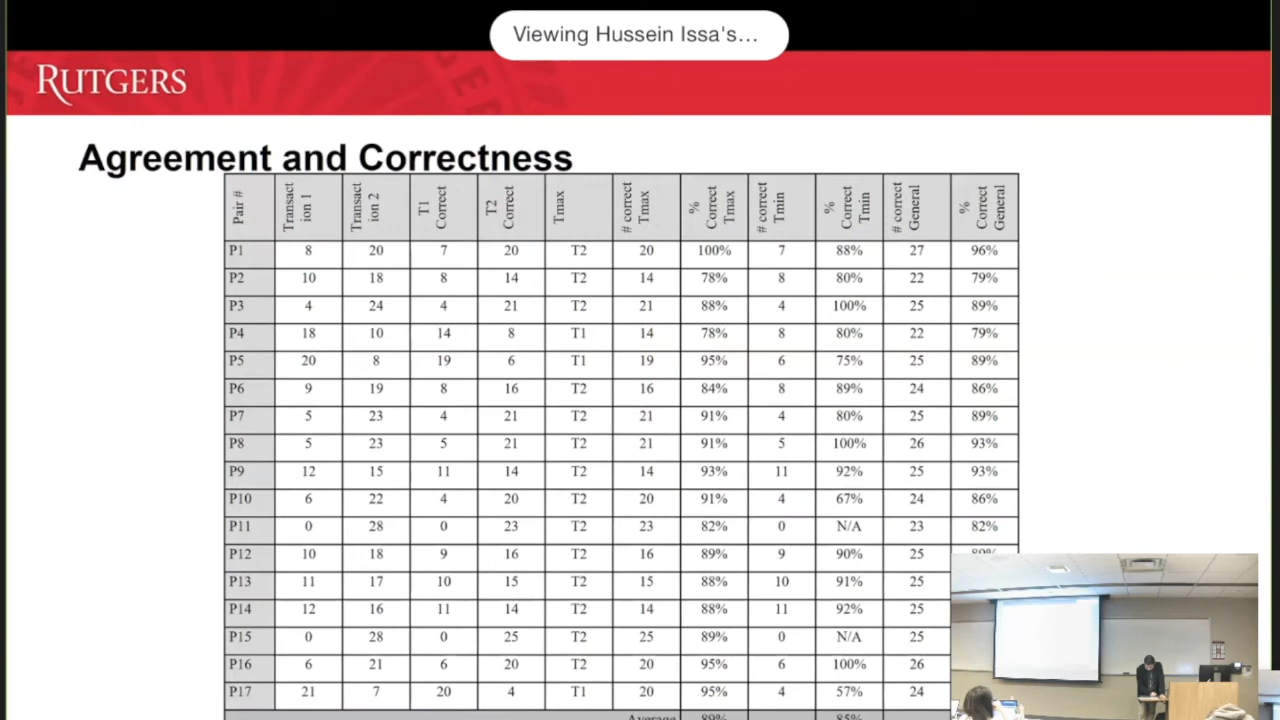 Viewing Hussein Issa's…
RUTGERS
Agreement and Correctness
Pair # Transact ion 1 Transact ion 2 T1 Correct T2 Correct Tmax # correct Tmax % Correct Tmax # correct Tmin % Correct Tmin # correct General % Correct General
P1 8 20 7 20 T2 20 100% 7 88% 27 96%
P2 10 18 8 14 T2 14 78% 8 80% 22 79%
P3 4 24 4 21 T2 21 88% 4 100% 25 89%
P4 18 10 14 8 T1 14 78% 8 80% 22 79%
P5 20 8 19 6 T1 19 95% 6 75% 25 89%
P6 9 19 8 16 T2 16 84% 8 89% 24 86%
P7 5 23 4 21 T2 21 91% 4 80% 25 89%
P8 5 23 5 21 T2 21 91% 5 100% 26 93%
P9 12 15 11 14 T2 14 93% 11 92% 25 93%
P10 6 22 4 20 T2 20 91% 4 67% 24 86%
P11 0 28 0 23 T2 23 82% 0 N/A 23 82%
P12 10 18 9 16 T2 16 89% 9 90% 25
P13 11 17 10 15 T2 15 88% 10 91% 25
P14 12 16 11 14 T2 14 88% 11 92% 25
P15 0 28 0 25 T2 25 89% 0 N/A 25
P16 6 21 6 20 T2 20 95% 6 100% 26
P17 21 7 20 4 T1 20 95% 4 57% 24
Average 89% 85%